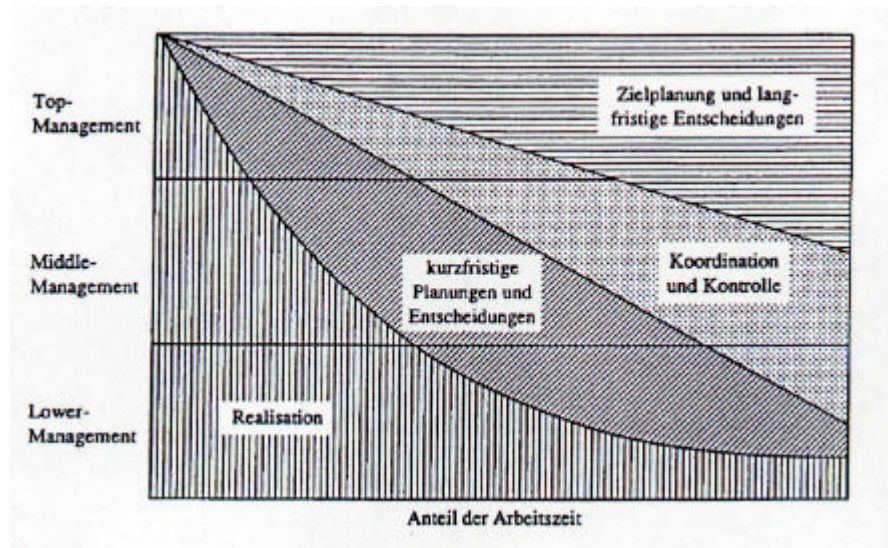 Top-
Management
Zielplanung und lang-
fristige Entscheidungen
Middle-
Management
kurzfristige
Planungen und
Entscheidungen
Koordination
und Kontrolle
Lower-
Management
Realisation
Anteil der Arbeitszeit